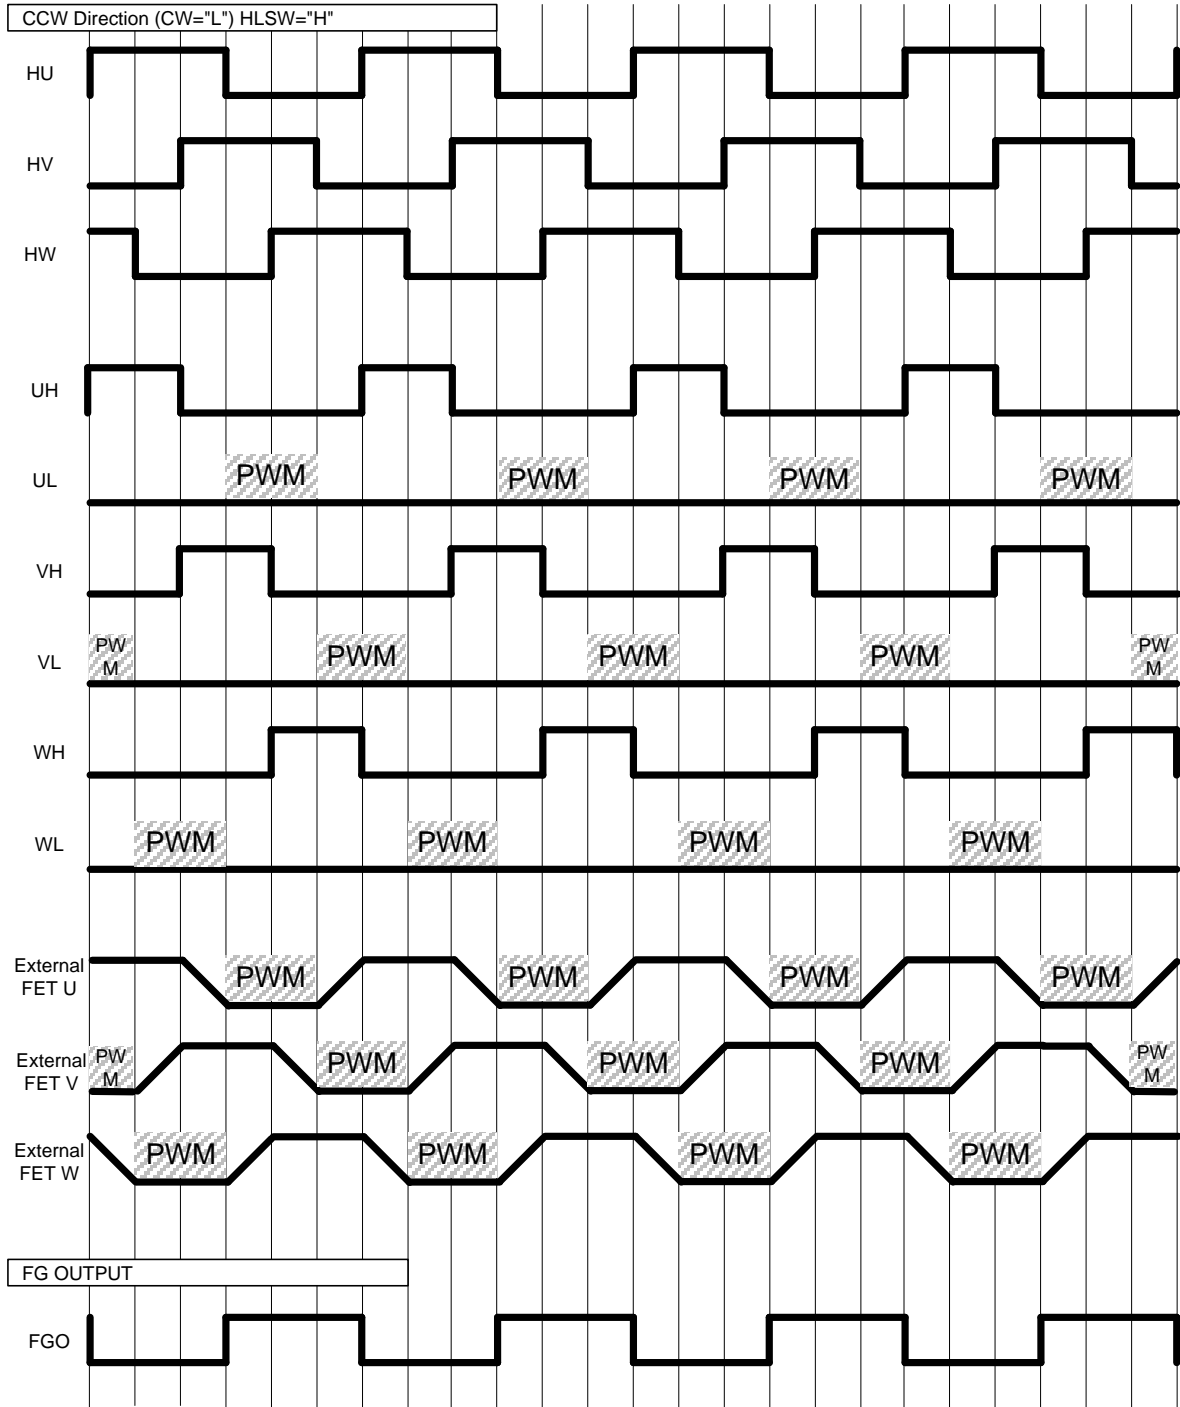 CCW Direction (CW="L") HLSW="H"
HU
HV
HW
UH
UL
PWM PWM PWM PWM
VH
VL
PW
M
PWM PWM PWM
PW
M
WH
WL
PWM PWM PWM PWM
External
FET U
PWM PWM PWM PWM
External
FET V
PW
M
PWM PWM PWM
PW
M
External
FET W
PWM PWM PWM PWM
FG OUTPUT
FGO